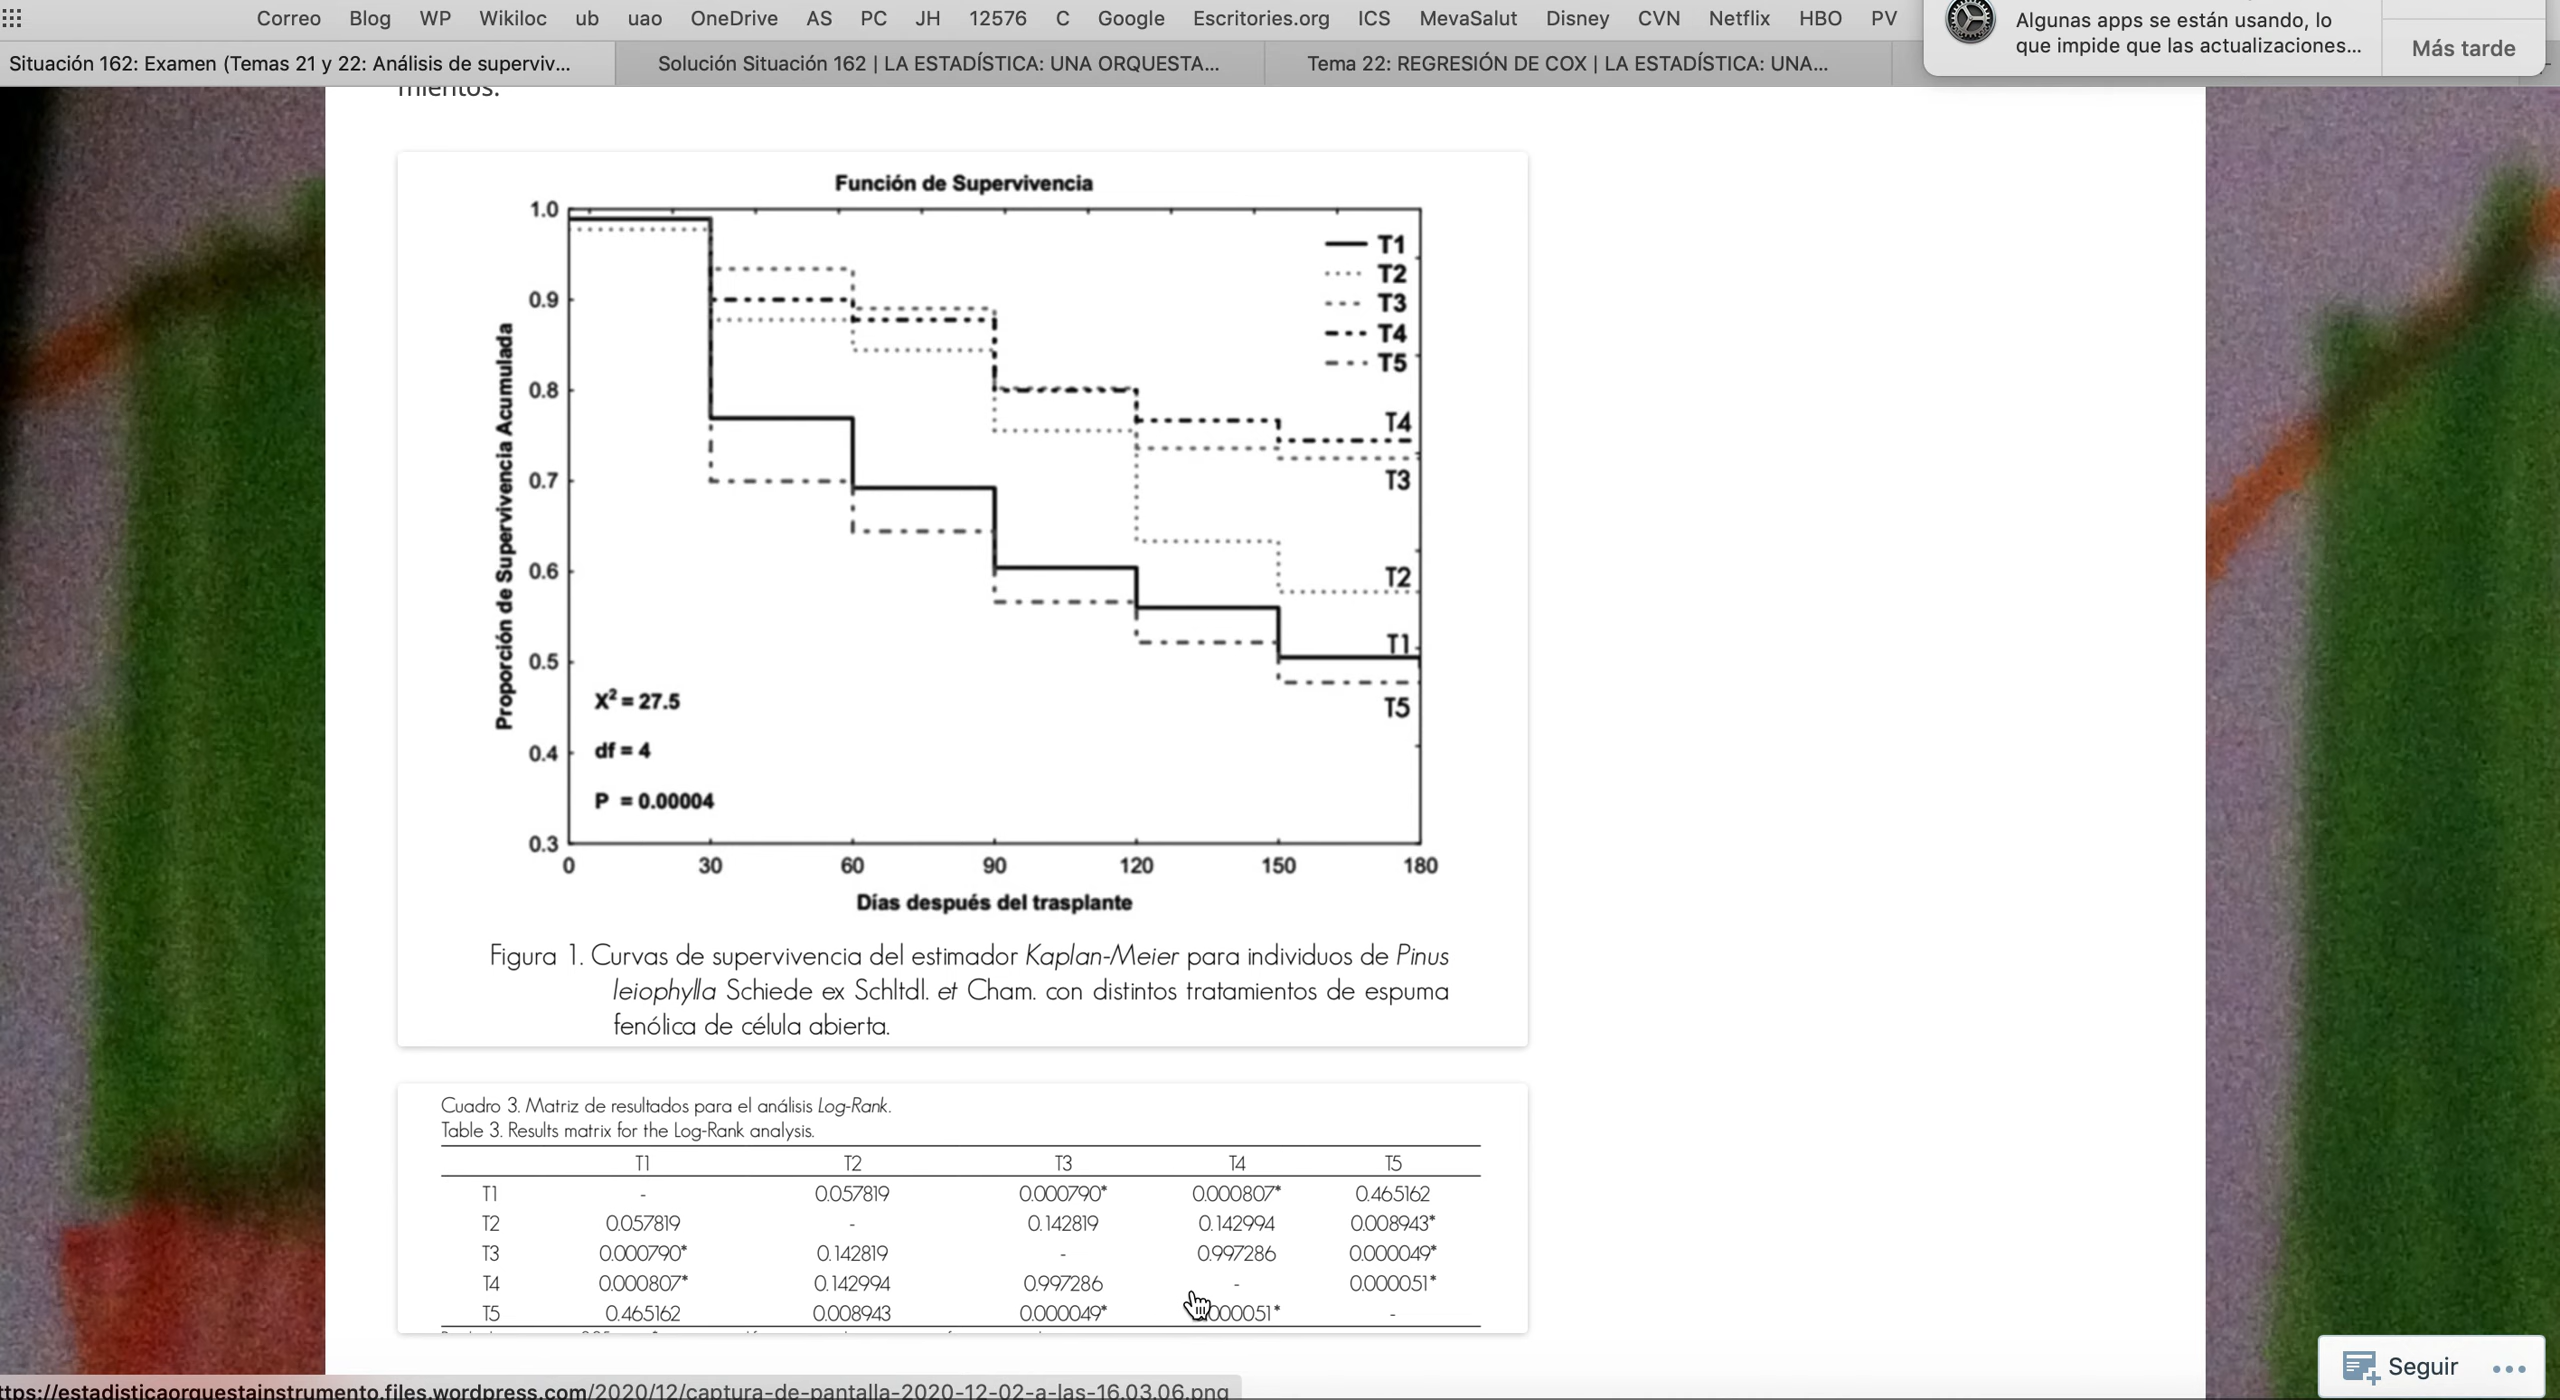 Correo Blog WP Wikiloc ub uao OneDrive AS PC JH 12576 C Google Escritories.org ICS MevaSalut Disney CVN Netflix HBO PV
Algunas apps se están usando, lo
que impide que las actualizaciones...
Más tarde
Situación 162: Examen (Temas 21 y 22: Análisis de superviv...
Solución Situación 162 | LA ESTADÍSTICA: UNA ORQUESTA...
Tema 22: REGRESIÓN DE COX | LA ESTADÍSTICA: UNA...
mientos.
Función de Supervivencia
Proporción de Supervivencia Acumulada
1.0
0.9
0.8
0.7
0.6
0.5
0.4
0.3
T1
T2
T3
T4
T5
T4
T3
T2
T1
T5
X² = 27.5
df = 4
P = 0.00004
0 30 60 90 120 150 180
Días después del trasplante
Figura 1. Curvas de supervivencia del estimador Kaplan-Meier para individuos de Pinus
leiophylla Schiede ex Schltdl. et Cham. con distintos tratamientos de espuma
fenólica de célula abierta.
Cuadro 3. Matriz de resultados para el análisis Log-Rank.
Table 3. Results matrix for the Log-Rank analysis.
T1 T2 T3 T4 T5
T1 - 0.057819 0.000790* 0.000807* 0.465162
T2 0.057819 - 0.142819 0.142994 0.008943*
T3 0.000790* 0.142819 - 0.997286 0.000049*
T4 0.000807* 0.142994 0.997286 - 0.000051*
T5 0.465162 0.008943 0.000049* 000051* -
Seguir
ttps://estadisticaorquestainstrumento.files.wordpress.com/2020/12/captura-de-pantalla-2020-12-02-a-las-16.03.06.png